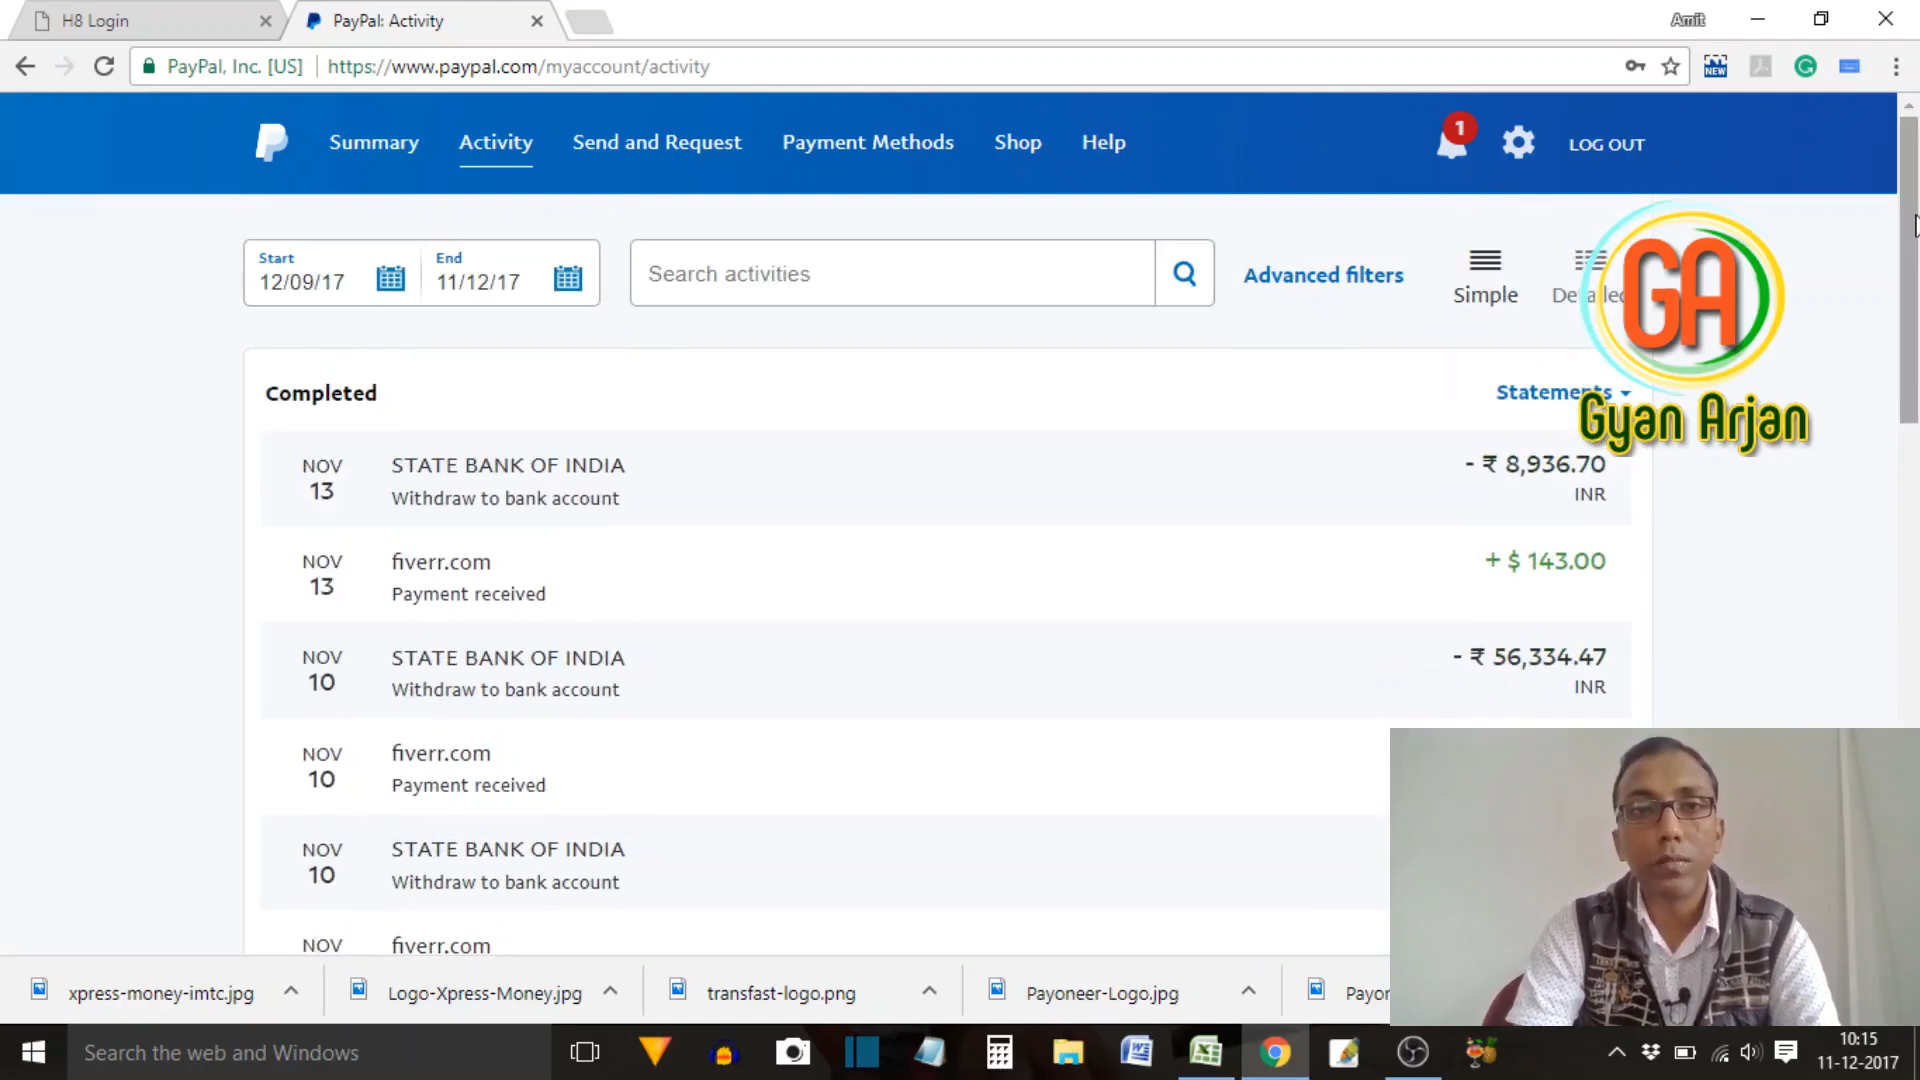 H8 Login
PayPal: Activity
Amit
PayPal, Inc. [US]
https://www.paypal.com/myaccount/activity
NEW
Summary
Activity
Send and Request
Payment Methods
Shop
Help
1
LOG OUT
Start
12/09/17
End
11/12/17
Search activities
Advanced filters
Simple
Detailed
GA
Gyan Arjan
Completed
Statements
NOV
13
STATE BANK OF INDIA
Withdraw to bank account
- ₹ 8,936.70
INR
NOV
13
fiverr.com
Payment received
+ $ 143.00
NOV
10
STATE BANK OF INDIA
Withdraw to bank account
- ₹ 56,334.47
INR
NOV
10
fiverr.com
Payment received
NOV
10
STATE BANK OF INDIA
Withdraw to bank account
NOV
fiverr.com
xpress-money-imtc.jpg
Logo-Xpress-Money.jpg
transfast-logo.png
Payoneer-Logo.jpg
Payor
Search the web and Windows
10:15
11-12-2017